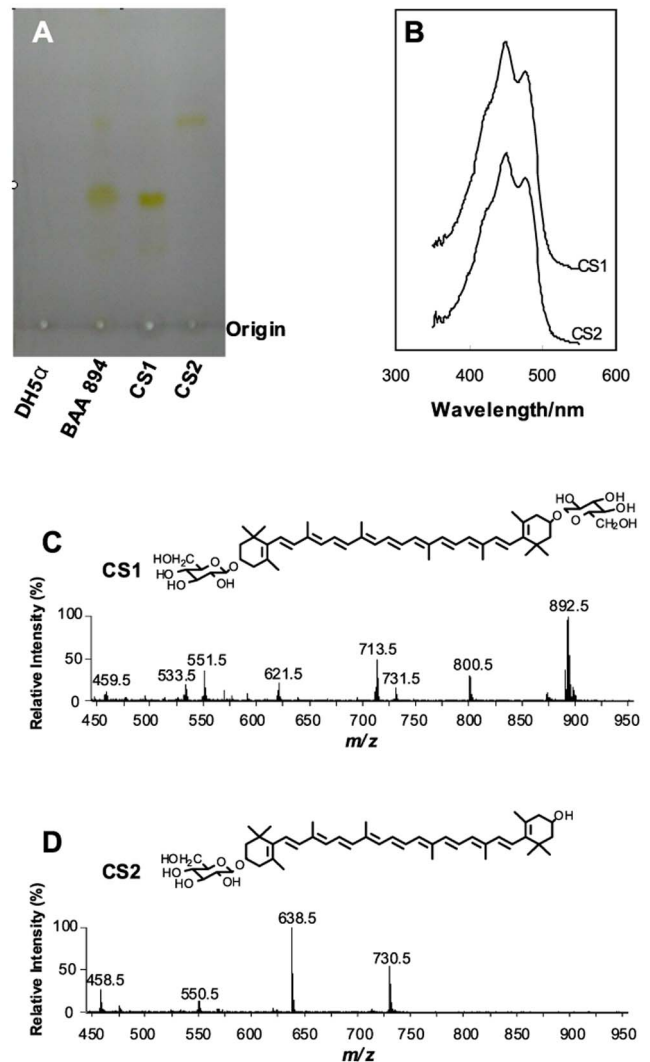 A
Origin
DH5α
BAA 894
CS1
CS2
B
CS1
CS2
300 400 500 600
Wavelength/nm
C
CS1
HOH₂C
HO
HO
OH
O
O
O
O
HO
OH
OH
CH₂OH
Relative Intensity (%)
100
50
0
459.5
533.5
551.5
621.5
713.5
731.5
800.5
892.5
450 500 550 600 650 700 750 800 850 900 950
m/z
D
CS2
HOH₂C
HO
HO
OH
O
O
OH
Relative Intensity (%)
100
50
0
458.5
550.5
638.5
730.5
450 500 550 600 650 700 750 800 850 900 950
m/z